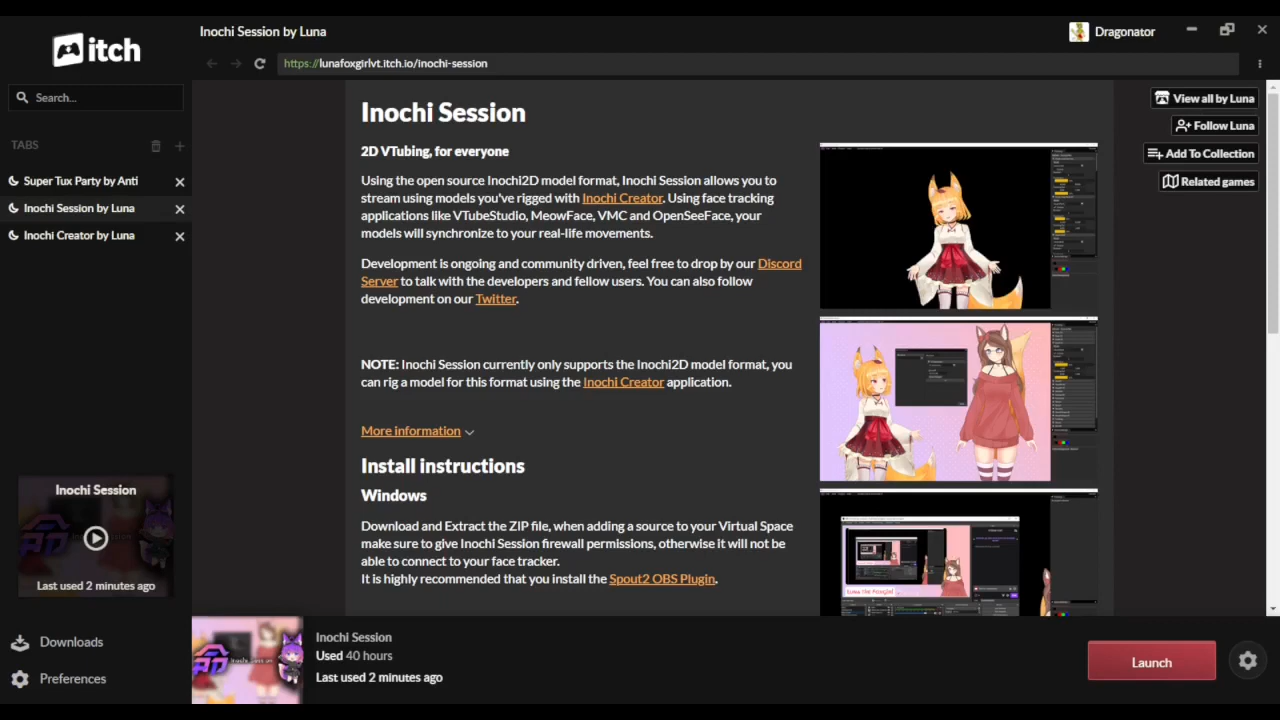 itch
Inochi Session by Luna
Dragonator
https://lunafoxgirlvt.itch.io/inochi-session
Search...
TABS
Super Tux Party by Anti
Inochi Session by Luna
Inochi Creator by Luna
Inochi Session
Last used 2 minutes ago
Downloads
Preferences
Inochi Session
2D VTubing, for everyone
Using the open source Inochi2D model format. Inochi Session allows you to
stream using models you've rigged with Inochi Creator. Using face tracking
applications like VTubeStudio, MeowFace, VMC and OpenSeeFace, your
models will synchronize to your real-life movements.
Development is ongoing and community driven, feel free to drop by our Discord
Server to talk with the developers and fellow users. You can also follow
development on our Twitter.
NOTE: Inochi Session currently only supports the Inochi2D model format, you
can rig a model for this format using the Inochi Creator application.
More information
Install instructions
Windows
Download and Extract the ZIP file, when adding a source to your Virtual Space
make sure to give Inochi Session firewall permissions, otherwise it will not be
able to connect to your face tracker.
It is highly recommended that you install the Spout2 OBS Plugin.
View all by Luna
Follow Luna
Add To Collection
Related games
Inochi Session
Used 40 hours
Last used 2 minutes ago
Launch